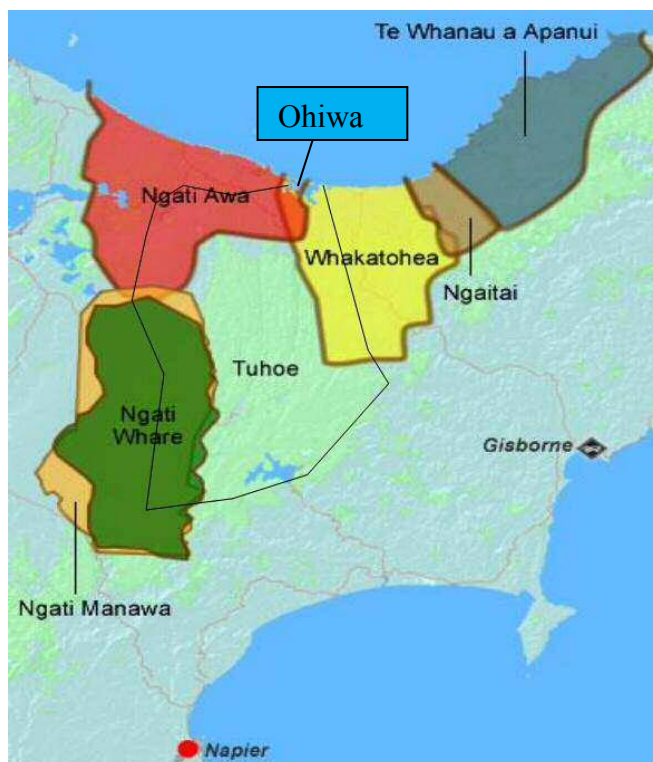 Te Whanau a Apanui
Ohiwa
Ngati Awa
Whakatohea
Ngaitai
Tuhoe
Ngati
Whare
Gisborne
Ngati Manawa
Napier